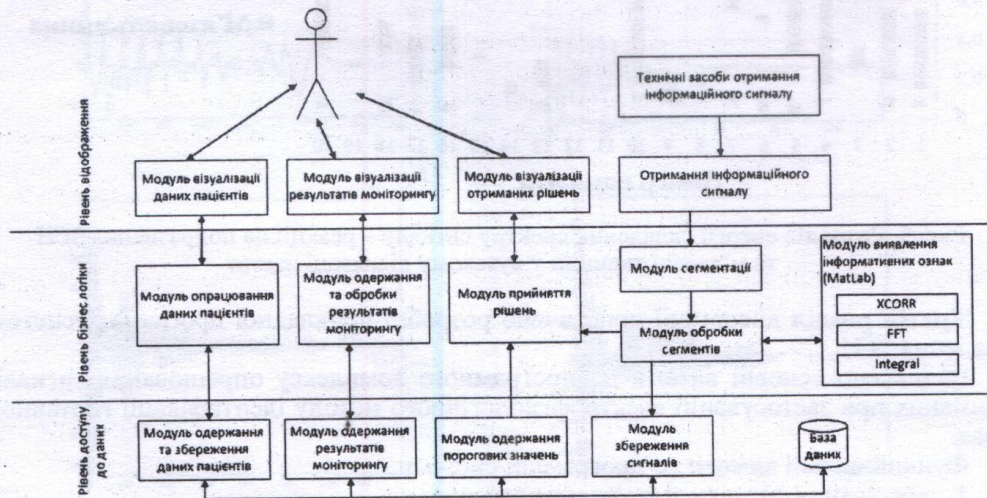 Технічні засоби отримання
інформаційного сигналу
Рівень відображення
Модуль візуалізації
даних пацієнтів
Модуль візуалізації
результатів моніторингу
Модуль візуалізації
отриманих рішень
Отримання інформаційного
сигналу
Рівень бізнес логіки
Модуль опрацювання
даних пацієнтів
Модуль одержання
та обробки
результатів
моніторингу
Модуль прийняття
рішень
Модуль сегментації
Модуль обробки
сегментів
Модуль виявлення
інформативних ознак
(MatLab)
XCORR
FFT
Integral
Рівень доступу
до даних
Модуль одержання
та збереження
даних пацієнтів
Модуль одержання
результатів
моніторингу
Модуль одержання
порогових значень
Модуль
збереження
сигналів
База
даних